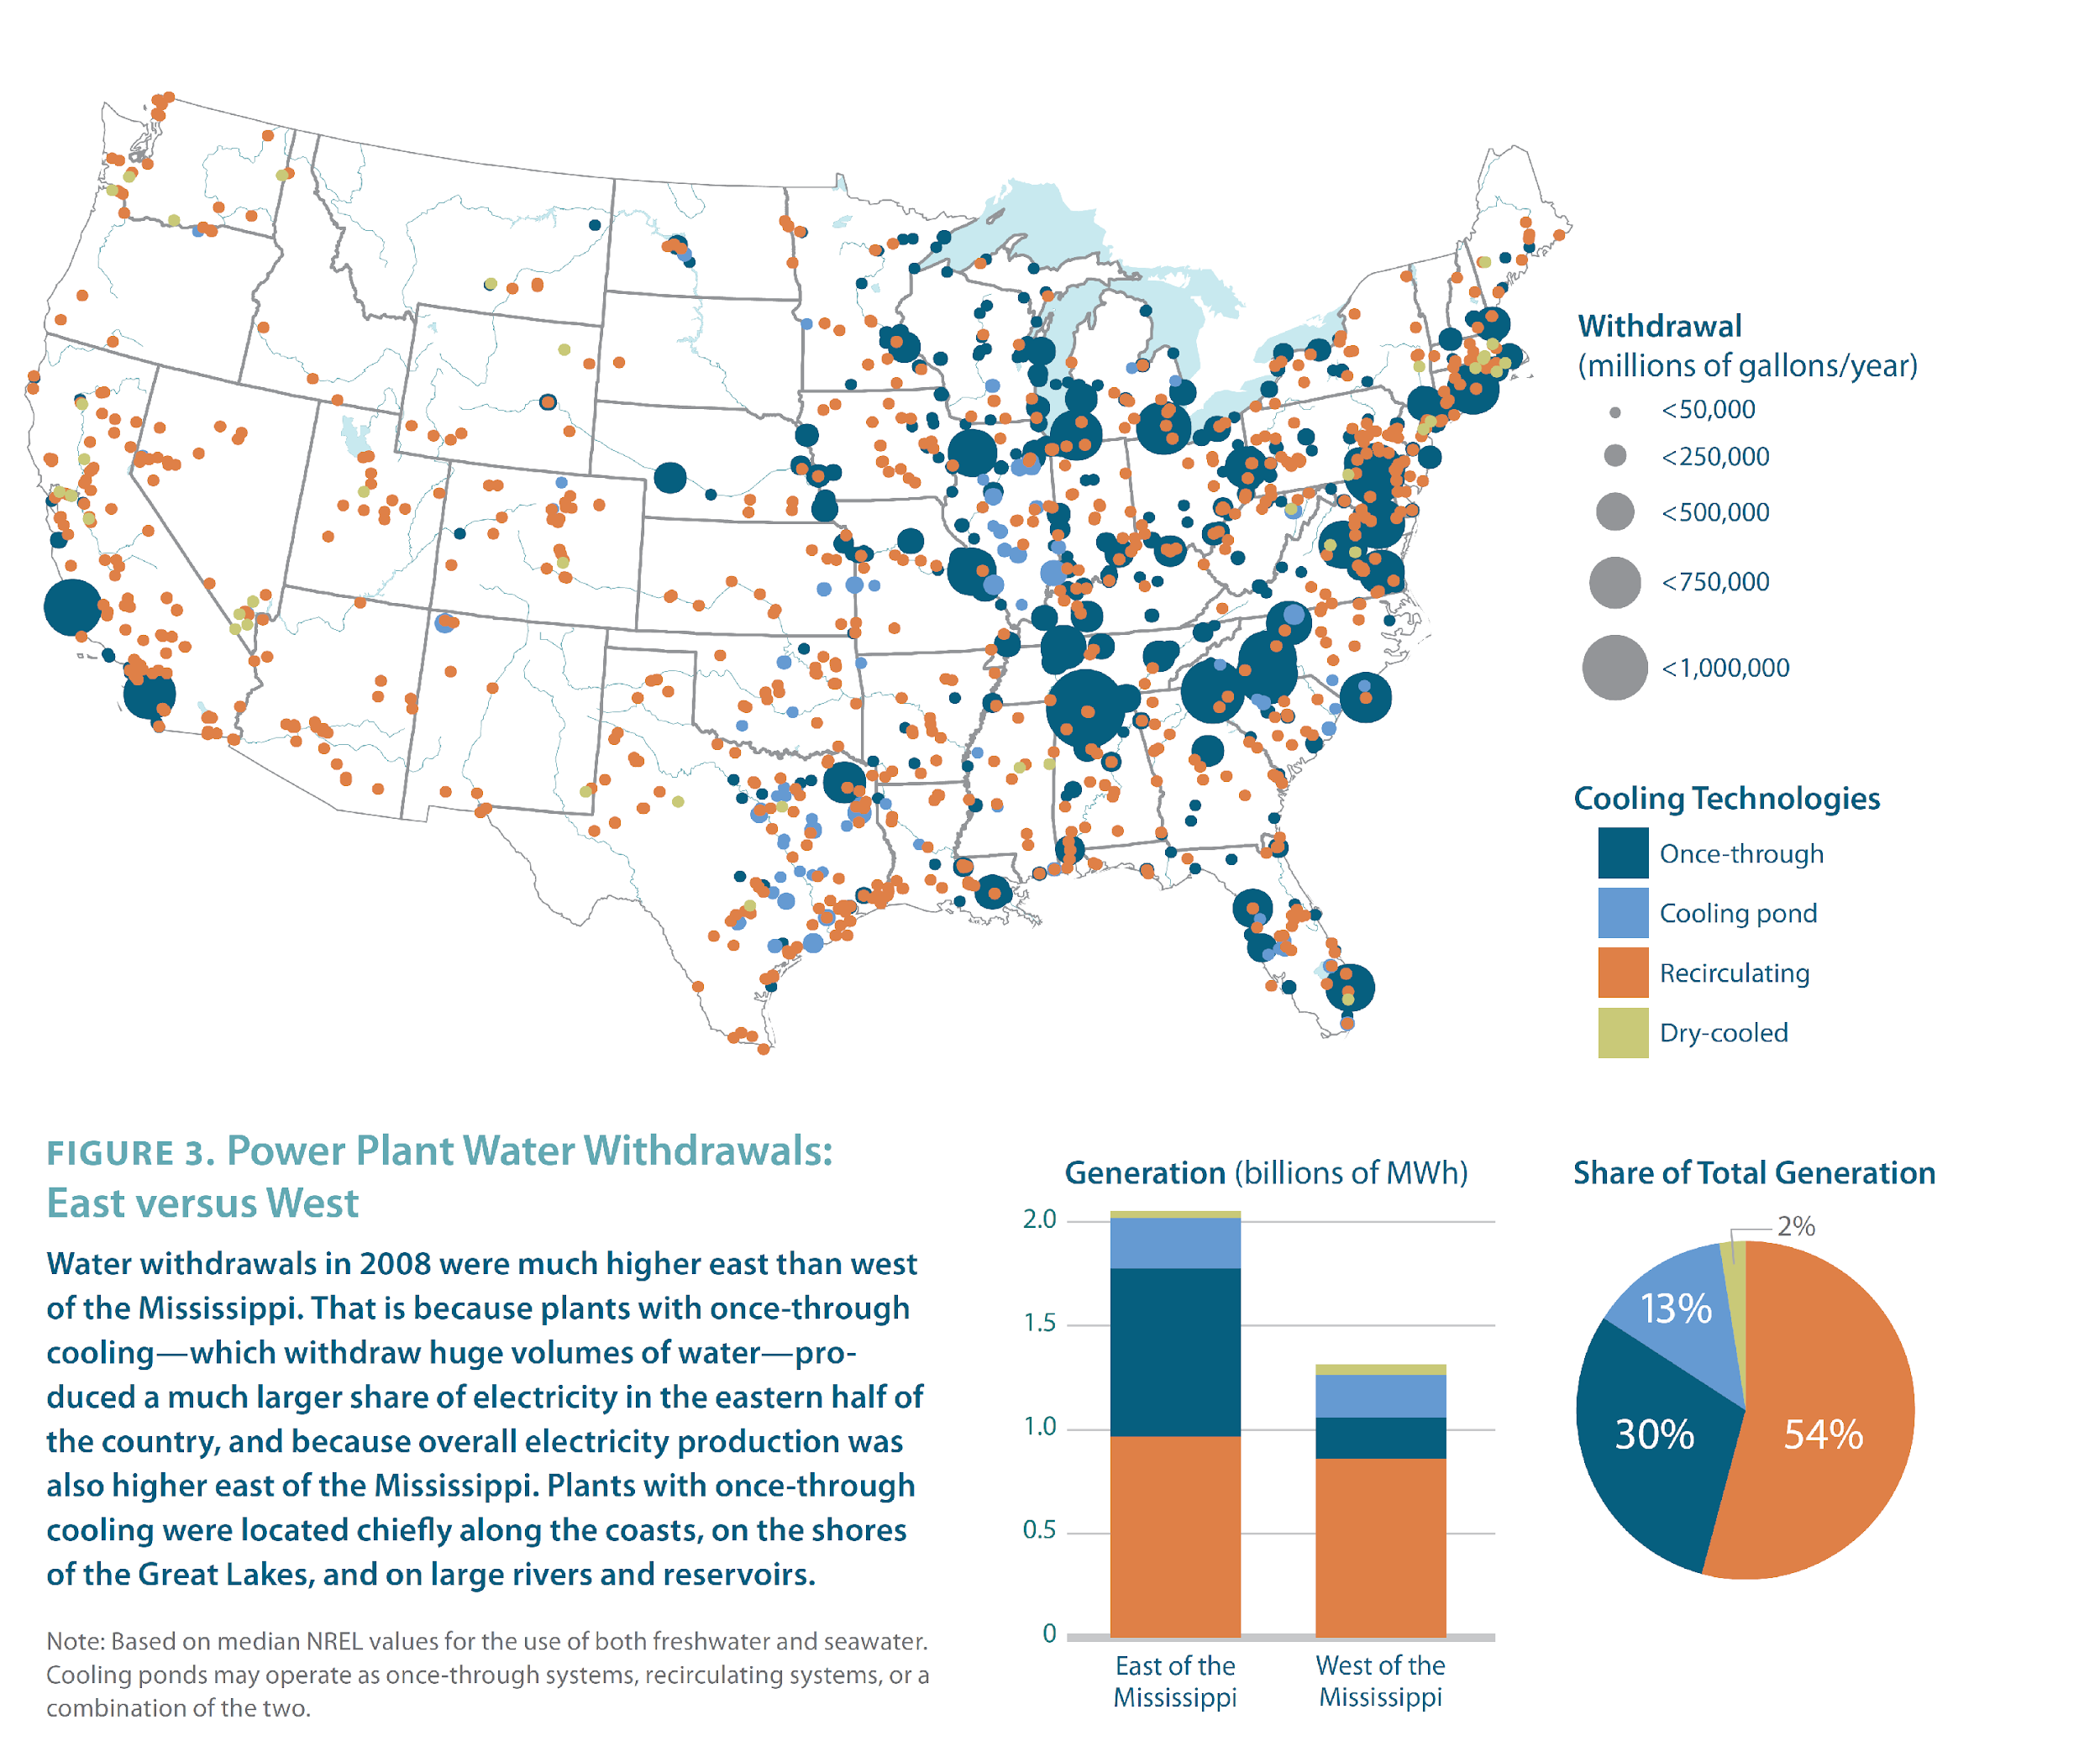 Withdrawal
(millions of gallons/year)
<50,000
<250,000
<500,000
<750,000
<1,000,000
Cooling Technologies
Once-through
Cooling pond
Recirculating
Dry-cooled
FIGURE 3. Power Plant Water Withdrawals:
East versus West
Water withdrawals in 2008 were much higher east than west
of the Mississippi. That is because plants with once-through
cooling—which withdraw huge volumes of water—pro-
duced a much larger share of electricity in the eastern half of
the country, and because overall electricity production was
also higher east of the Mississippi. Plants with once-through
cooling were located chiefly along the coasts, on the shores
of the Great Lakes, and on large rivers and reservoirs.
Note: Based on median NREL values for the use of both freshwater and seawater.
Cooling ponds may operate as once-through systems, recirculating systems, or a
combination of the two.
Generation (billions of MWh)
2.0
1.5
1.0
0.5
0
East of the
Mississippi
West of the
Mississippi
Share of Total Generation
2%
13%
30%
54%